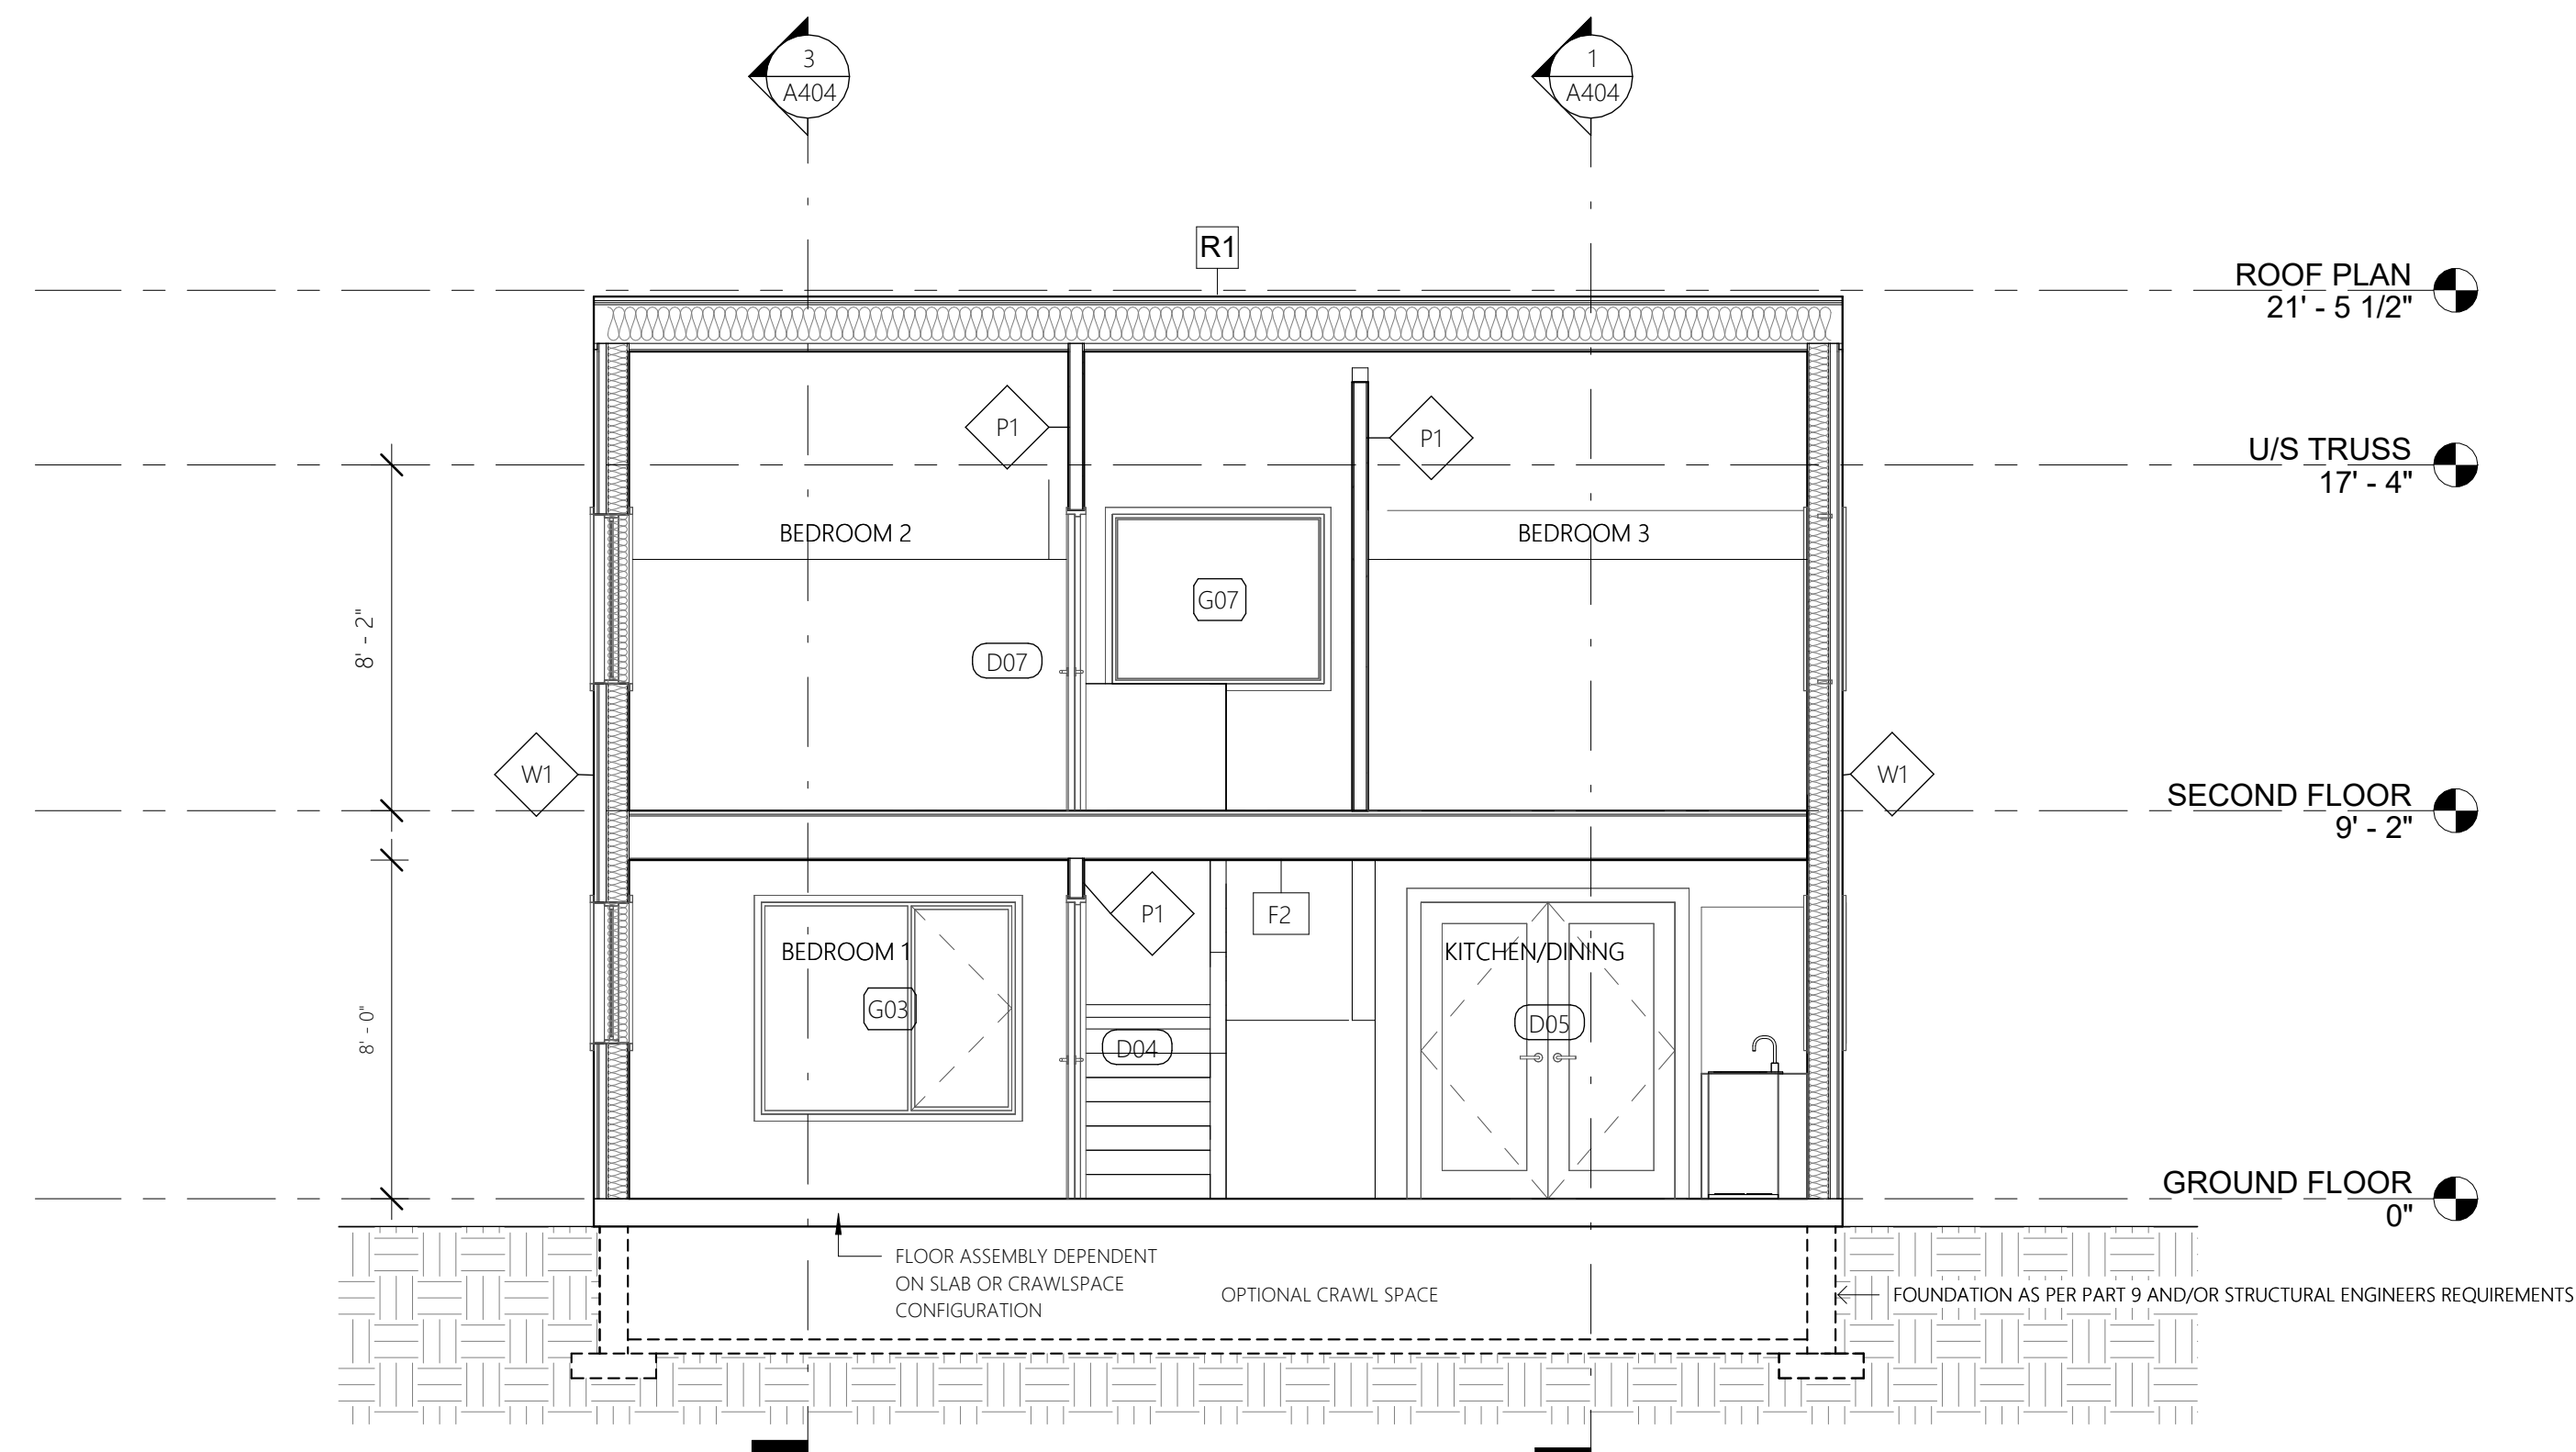 3
A404
1
A404
R1
ROOF PLAN
21' - 5 1/2"
P1
P1
U/S TRUSS
17' - 4"
BEDROOM 2
BEDROOM 3
G07
8' - 2"
D07
W1
W1
SECOND FLOOR
9' - 2"
P1
F2
BEDROOM 1
KITCHEN/DINING
G03
D05
8' - 0"
D04
GROUND FLOOR
0"
FLOOR ASSEMBLY DEPENDENT
ON SLAB OR CRAWLSPACE
CONFIGURATION
OPTIONAL CRAWL SPACE
FOUNDATION AS PER PART 9 AND/OR STRUCTURAL ENGINEERS REQUIREMENTS